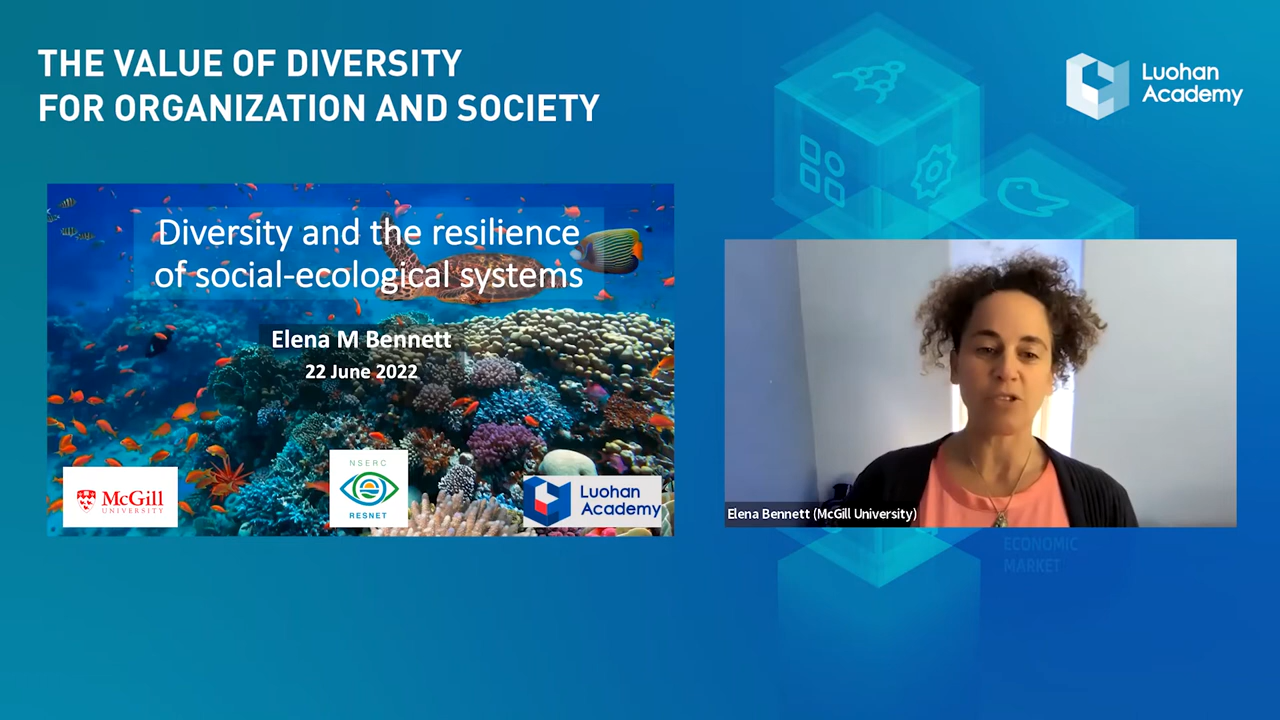 THE VALUE OF DIVERSITY
FOR ORGANIZATION AND SOCIETY
Luohan
Academy
Diversity and the resilience
of social-ecological systems
Elena M Bennett
22 June 2022
McGill
UNIVERSITY
NSERC
RESNET
Luohan
Academy
Elena Bennett (McGill University)
ECONOMIC
MARKET